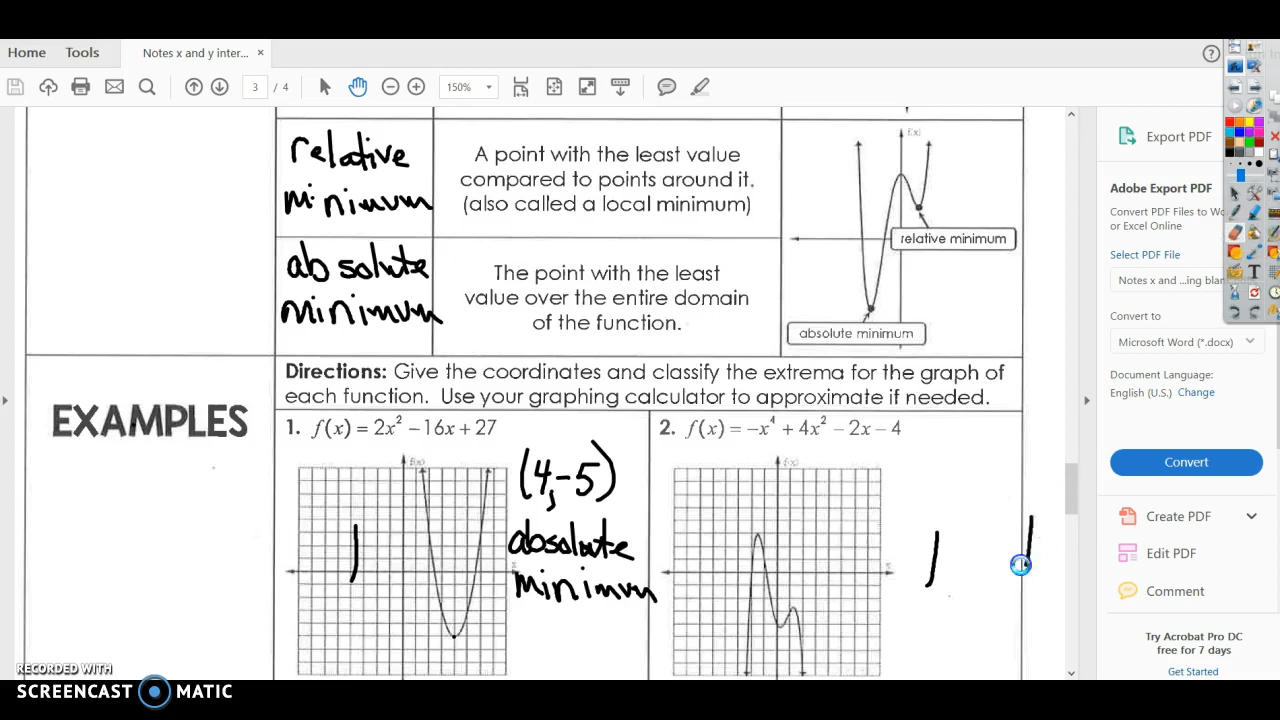 Home
Tools
Notes x and y inter...
×
3 / 4
150%
relative
minimum
A point with the least value
compared to points around it.
(also called a local minimum)
f(x)
relative minimum
absolute minimum
absolute
minimum
The point with the least
value over the entire domain
of the function.
EXAMPLES
Directions: Give the coordinates and classify the extrema for the graph of
each function. Use your graphing calculator to approximate if needed.
1. f(x) = 2x² − 16x + 27
f(x)
(4,-5)
absolute
minimum
2. f(x) = −x⁴ + 4x² − 2x − 4
f(x)
Export PDF
Adobe Export PDF
Convert PDF Files to Wo
or Excel Online
Select PDF File
Notes x and ...ing blan
Convert to
Microsoft Word (*.docx)
Document Language:
English (U.S.) Change
Convert
Create PDF
Edit PDF
Comment
Try Acrobat Pro DC
free for 7 days
Get Started
RECORDED WITH
SCREENCAST MATIC